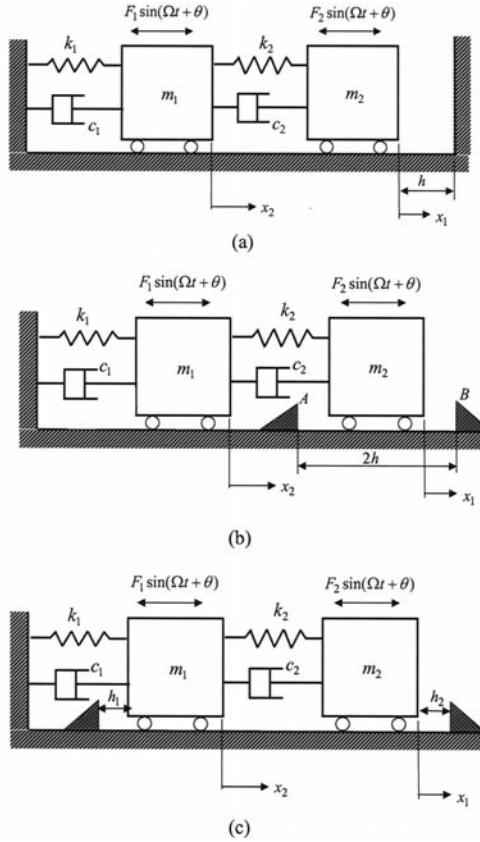 F₁ sin(Ωt + θ) F₂ sin(Ωt + θ)
k₁ k₂
m₁ m₂
c₁ c₂
h
x₂ x₁
(a)
F₁ sin(Ωt + θ) F₂ sin(Ωt + θ)
k₁ k₂
m₁ m₂
c₁ c₂
A B
2h
x₂ x₁
(b)
F₁ sin(Ωt + θ) F₂ sin(Ωt + θ)
k₁ k₂
c₁ m₁ c₂ m₂
h₁ h₂
x₂ x₁
(c)